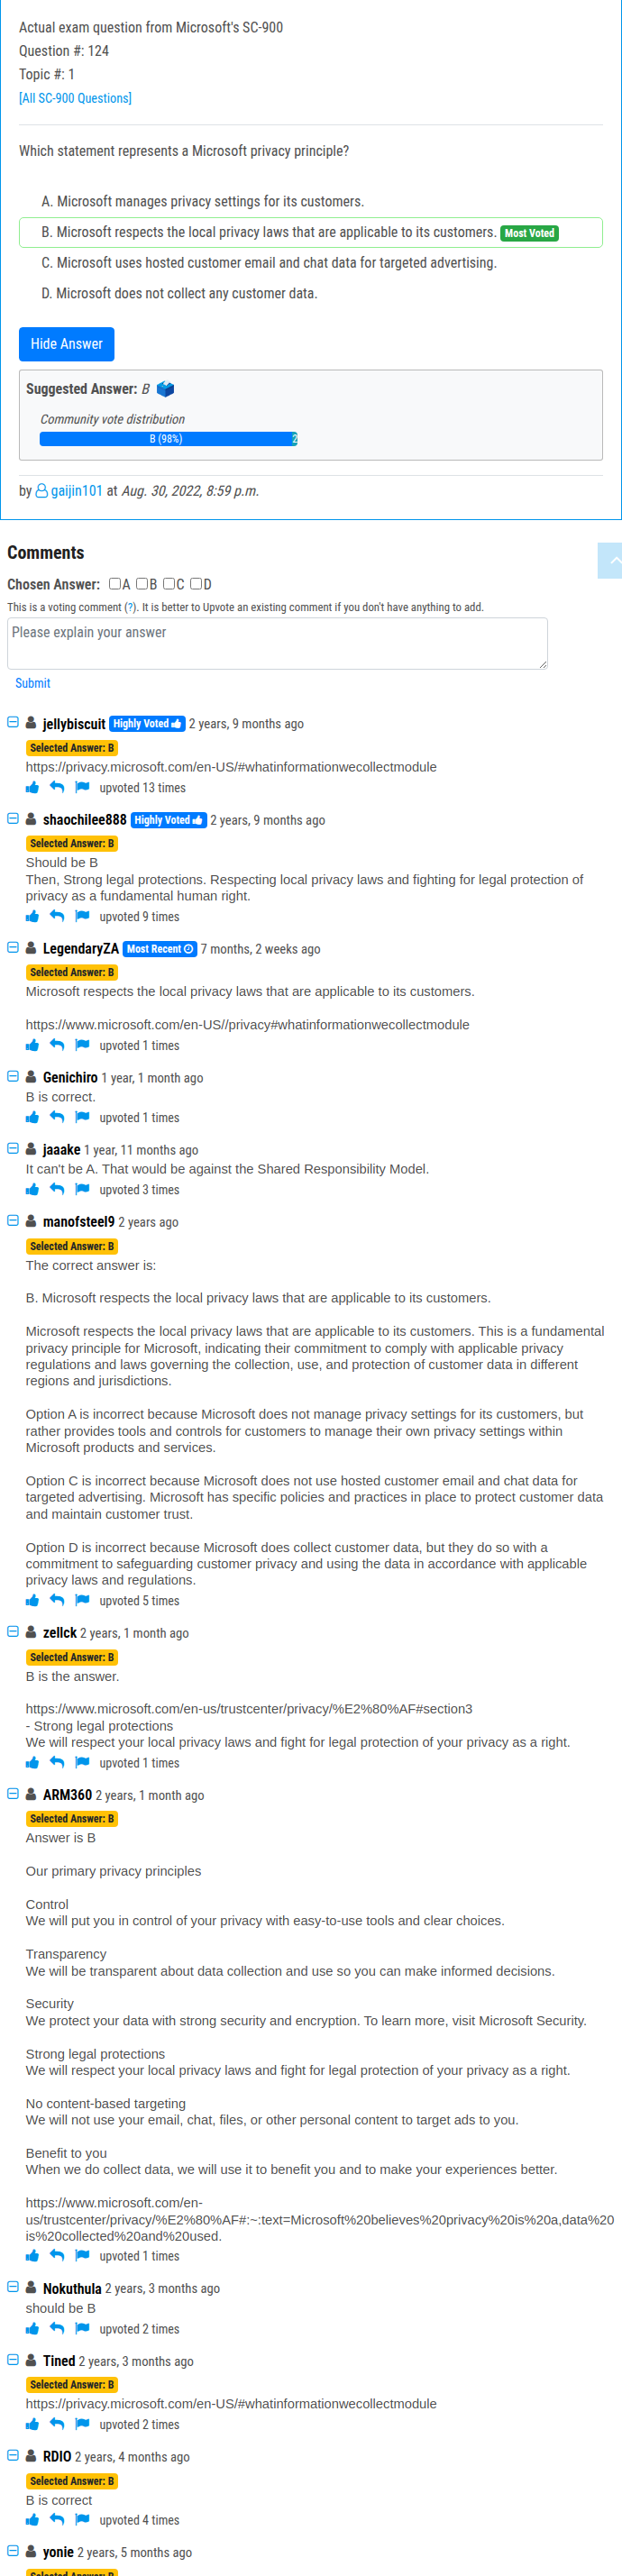 Actual exam question from Microsoft's SC-900
Question #: 124
Topic #: 1
[All SC-900 Questions]
Which statement represents a Microsoft privacy principle?
A. Microsoft manages privacy settings for its customers.
B. Microsoft respects the local privacy laws that are applicable to its customers. Most Voted
C. Microsoft uses hosted customer email and chat data for targeted advertising.
D. Microsoft does not collect any customer data.
Hide Answer
Suggested Answer: B
Community vote distribution
B (98%) 2
by gaijin101 at Aug. 30, 2022, 8:59 p.m.
Comments
Chosen Answer: A B C D
This is a voting comment (?). It is better to Upvote an existing comment if you don't have anything to add.
Please explain your answer
Submit
jellybiscuit Highly Voted 2 years, 9 months ago
Selected Answer: B
https://privacy.microsoft.com/en-US/#whatinformationwecollectmodule
upvoted 13 times
shaochilee888 Highly Voted 2 years, 9 months ago
Selected Answer: B
Should be B
Then, Strong legal protections. Respecting local privacy laws and fighting for legal protection of
privacy as a fundamental human right.
upvoted 9 times
LegendaryZA Most Recent 7 months, 2 weeks ago
Selected Answer: B
Microsoft respects the local privacy laws that are applicable to its customers.
https://www.microsoft.com/en-US//privacy#whatinformationwecollectmodule
upvoted 1 times
Genichiro 1 year, 1 month ago
B is correct.
upvoted 1 times
jaaake 1 year, 11 months ago
It can't be A. That would be against the Shared Responsibility Model.
upvoted 3 times
manofsteel9 2 years ago
Selected Answer: B
The correct answer is:
B. Microsoft respects the local privacy laws that are applicable to its customers.
Microsoft respects the local privacy laws that are applicable to its customers. This is a fundamental
privacy principle for Microsoft, indicating their commitment to comply with applicable privacy
regulations and laws governing the collection, use, and protection of customer data in different
regions and jurisdictions.
Option A is incorrect because Microsoft does not manage privacy settings for its customers, but
rather provides tools and controls for customers to manage their own privacy settings within
Microsoft products and services.
Option C is incorrect because Microsoft does not use hosted customer email and chat data for
targeted advertising. Microsoft has specific policies and practices in place to protect customer data
and maintain customer trust.
Option D is incorrect because Microsoft does collect customer data, but they do so with a
commitment to safeguarding customer privacy and using the data in accordance with applicable
privacy laws and regulations.
upvoted 5 times
zellck 2 years, 1 month ago
Selected Answer: B
B is the answer.
https://www.microsoft.com/en-us/trustcenter/privacy/%E2%80%AF#section3
- Strong legal protections
We will respect your local privacy laws and fight for legal protection of your privacy as a right.
upvoted 1 times
ARM360 2 years, 1 month ago
Selected Answer: B
Answer is B
Our primary privacy principles
Control
We will put you in control of your privacy with easy-to-use tools and clear choices.
Transparency
We will be transparent about data collection and use so you can make informed decisions.
Security
We protect your data with strong security and encryption. To learn more, visit Microsoft Security.
Strong legal protections
We will respect your local privacy laws and fight for legal protection of your privacy as a right.
No content-based targeting
We will not use your email, chat, files, or other personal content to target ads to you.
Benefit to you
When we do collect data, we will use it to benefit you and to make your experiences better.
https://www.microsoft.com/en-
us/trustcenter/privacy/%E2%80%AF#:~:text=Microsoft%20believes%20privacy%20is%20a,data%20
is%20collected%20and%20used.
upvoted 1 times
Nokuthula 2 years, 3 months ago
should be B
upvoted 2 times
Tined 2 years, 3 months ago
Selected Answer: B
https://privacy.microsoft.com/en-US/#whatinformationwecollectmodule
upvoted 2 times
RDIO 2 years, 4 months ago
Selected Answer: B
B is correct
upvoted 4 times
yonie 2 years, 5 months ago